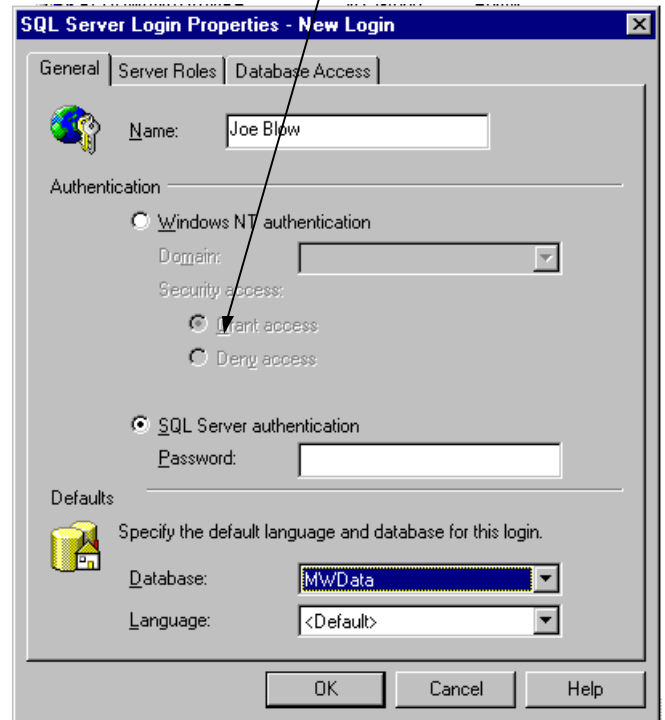 SQL Server Login Properties - New Login
General Server Roles Database Access
Name: Joe Blow
Authentication
Windows NT authentication
Domain:
Security access:
Grant access
Deny access
SQL Server authentication
Password:
Defaults
Specify the default language and database for this login.
Database: MWData
Language: <Default>
OK Cancel Help